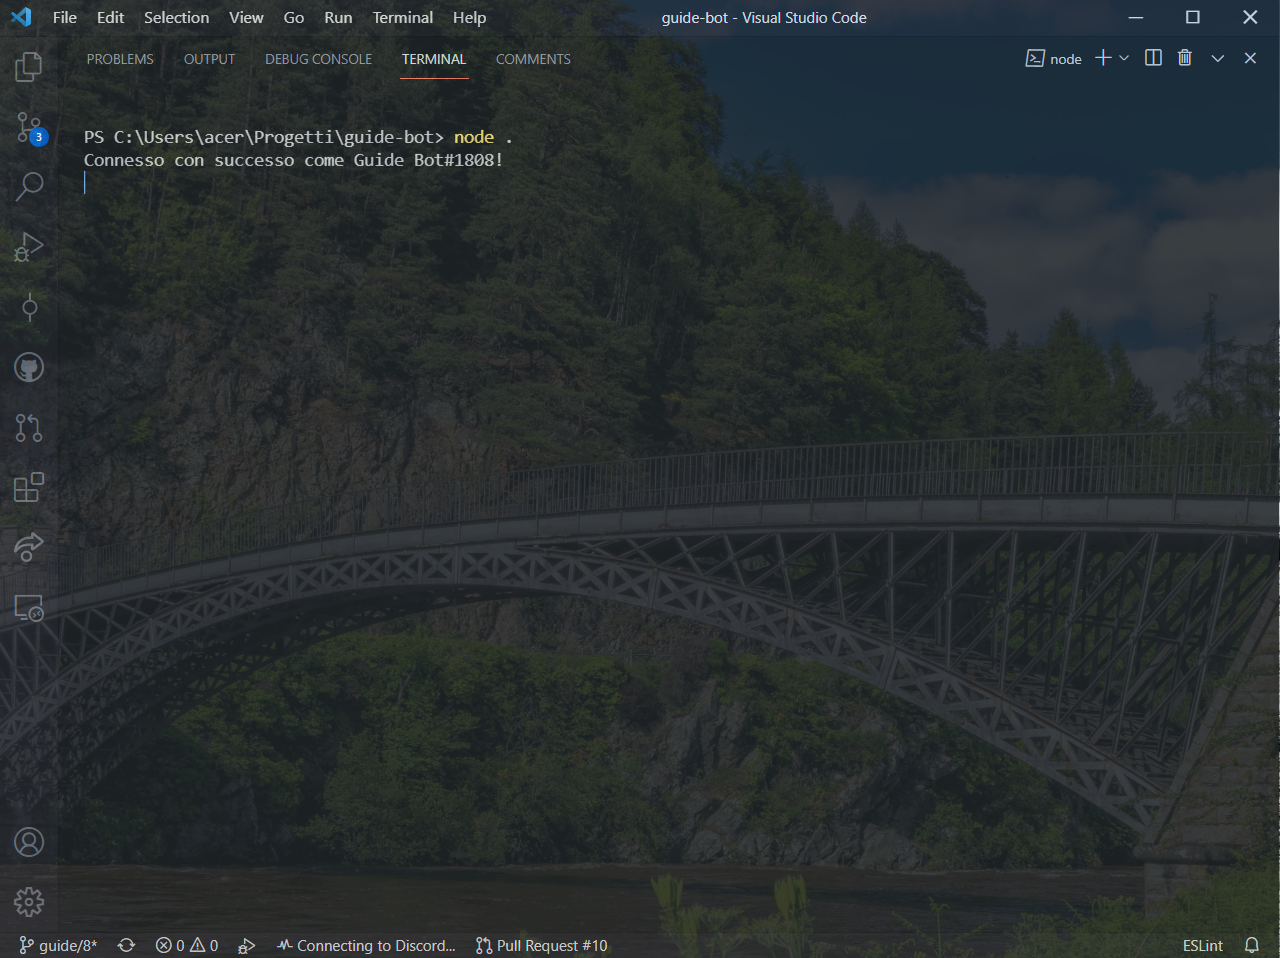 File Edit Selection View Go Run Terminal Help guide-bot - Visual Studio Code
PROBLEMS OUTPUT DEBUG CONSOLE TERMINAL COMMENTS node
3
PS C:\Users\acer\Progetti\guide-bot> node .
Connesso con successo come Guide Bot#1808!
guide/8* 0 0 Connecting to Discord... Pull Request #10 ESLint